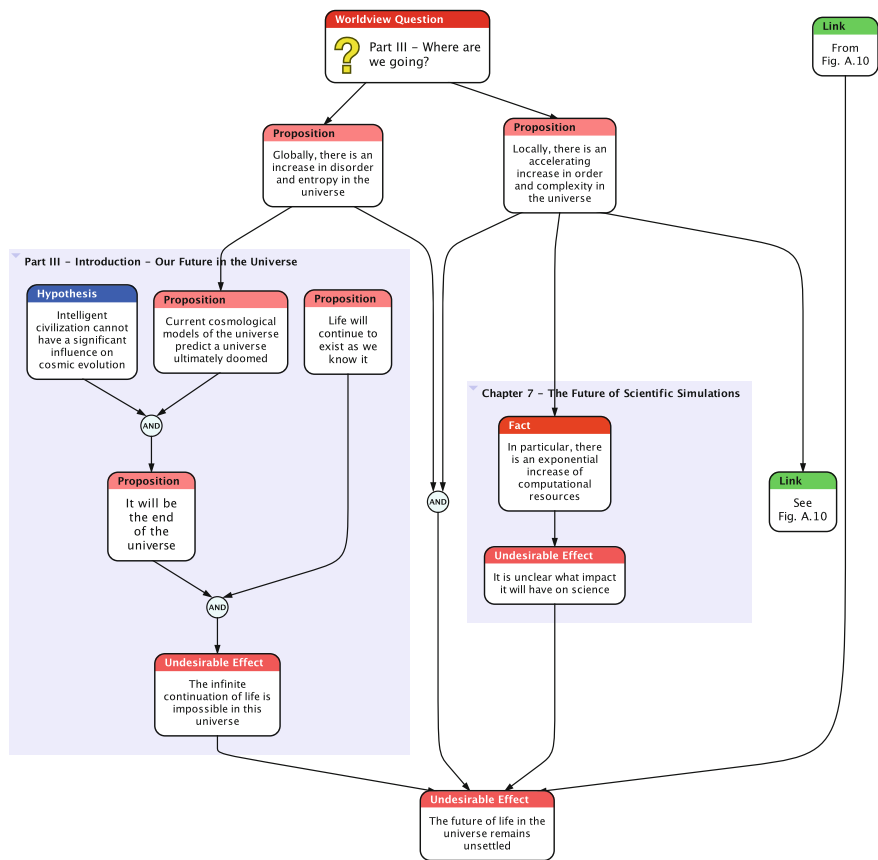 Worldview Question
?
Part III – Where are
we going?
Link
From
Fig. A.10
Proposition
Globally, there is an
increase in disorder
and entropy in the
universe
Proposition
Locally, there is an
accelerating
increase in order
and complexity in
the universe
Part III – Introduction – Our Future in the Universe
Hypothesis
Intelligent
civilization cannot
have a significant
influence on
cosmic evolution
Proposition
Current cosmological
models of the universe
predict a universe
ultimately doomed
Proposition
Life will
continue to
exist as we
know it
AND
Proposition
It will be
the end
of the
universe
AND
Undesirable Effect
The infinite
continuation of life is
impossible in this
universe
AND
Chapter 7 – The Future of Scientific Simulations
Fact
In particular, there
is an exponential
increase of
computational
resources
Undesirable Effect
It is unclear what impact
it will have on science
Link
See
Fig. A.10
Undesirable Effect
The future of life in the
universe remains
unsettled